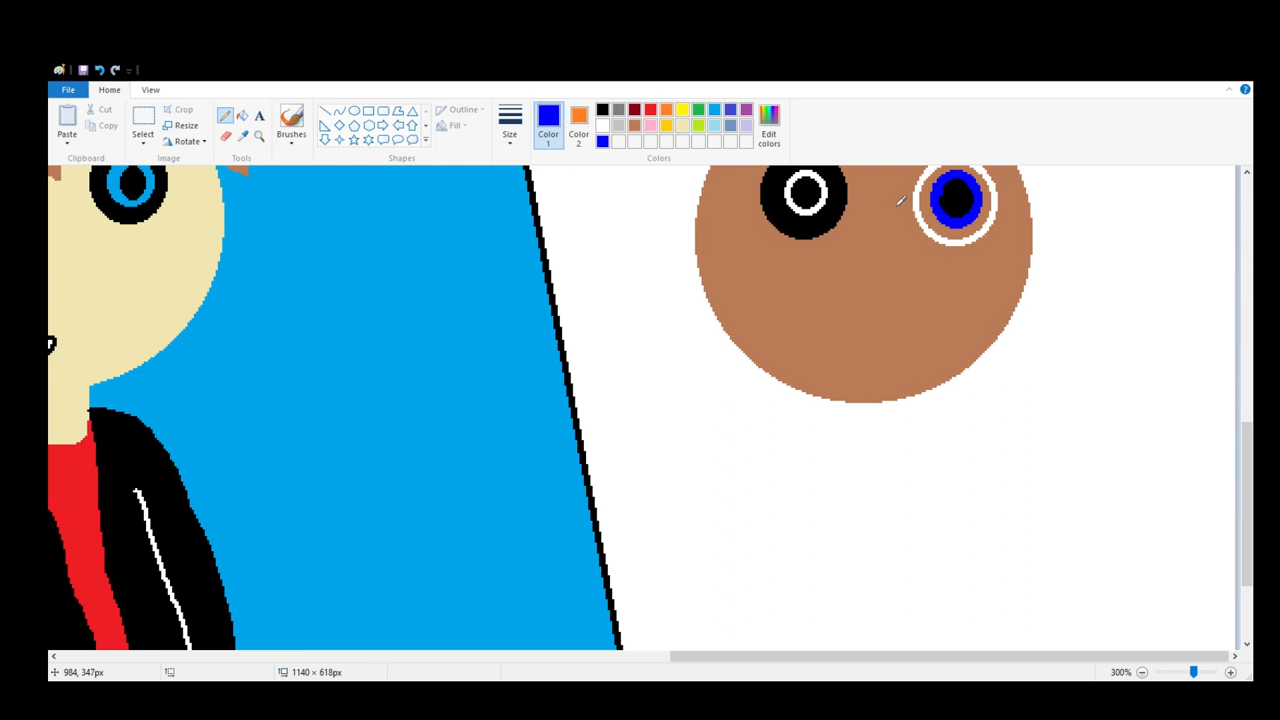 File Home View
Paste
Cut
Copy
Clipboard
Select
Crop
Resize
Rotate
Image
A
Tools
Brushes
Outline
Fill
Shapes
Size
Color
1
Color
2
Edit
colors
Colors
984, 347px
1140 × 618px
300%